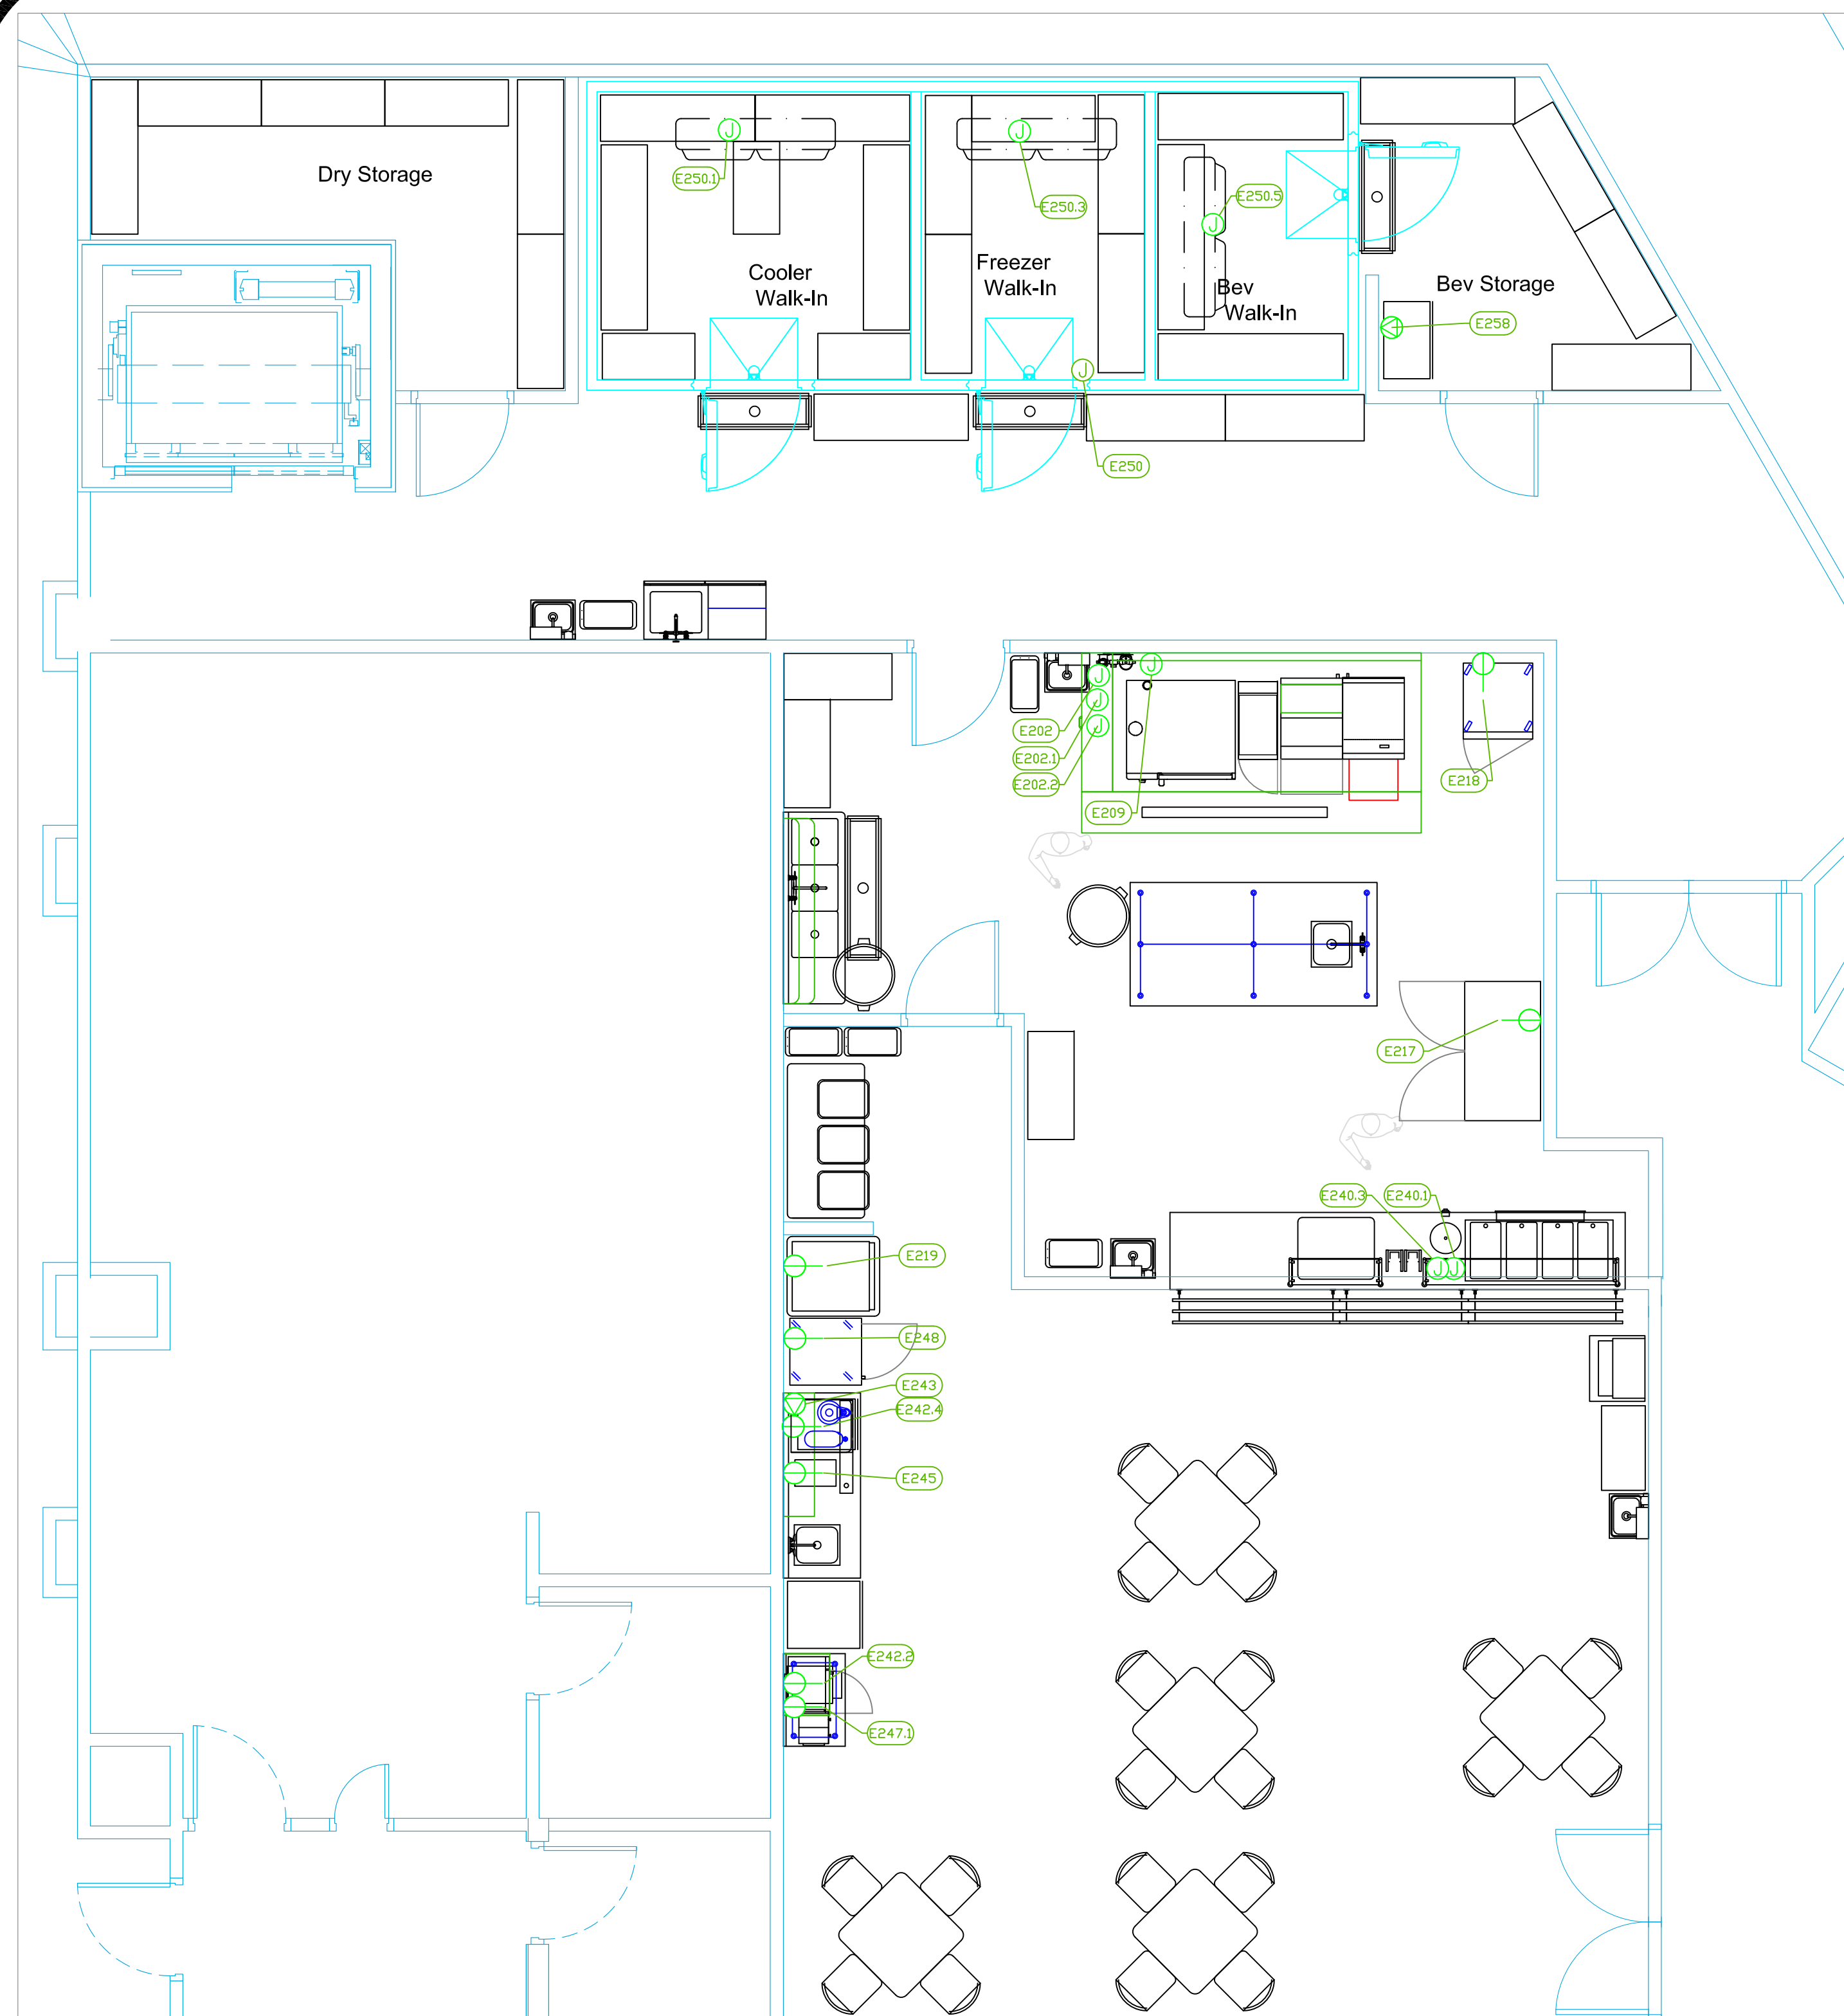 Dry Storage
J
J
E250.1
E250.3
E250.5
J
Cooler
Walk-In
Freezer
Walk-In
Bev
Walk-In
Bev Storage
E258
J
E250
J
J
J
J
E202
E202.1
E202.2
E209
E218
E217
E240.3
E240.1
J
J
E219
E248
E243
E242.4
E245
E242.2
E247.1